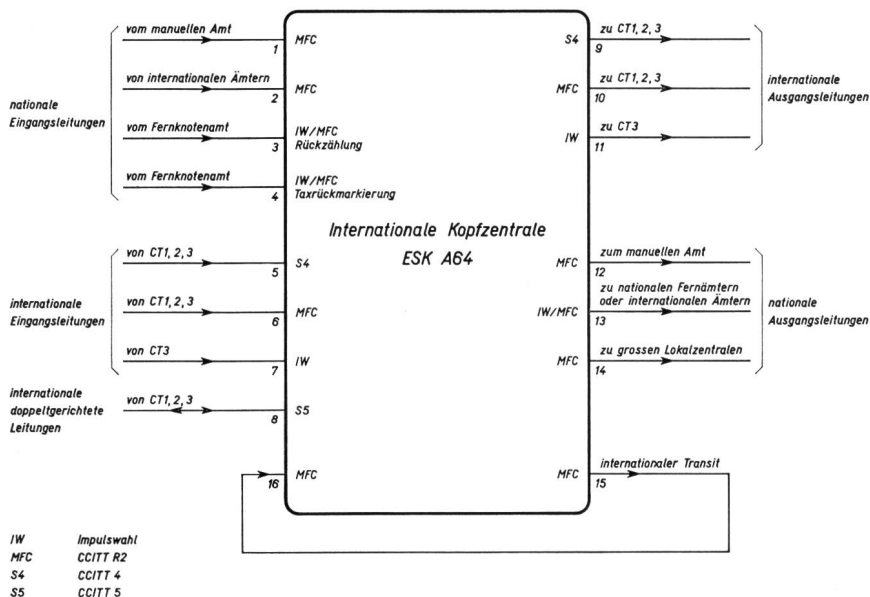 nationale
Eingangsleitungen
vom manuellen Amt
1
MFC
von internationalen Ämtern
2
MFC
vom Fernknotenamt
3
IW/MFC
Rückzählung
vom Fernknotenamt
4
IW/MFC
Taxrückmarkierung
Internationale Kopfzentrale
ESK A64
internationale
Eingangsleitungen
von CT1, 2, 3
5
S4
von CT1, 2, 3
6
MFC
von CT3
7
IW
internationale
doppeltgerichtete
Leitungen
von CT1, 2, 3
8
S5
16
MFC
S4
zu CT1, 2, 3
9
MFC
zu CT1, 2, 3
10
IW
zu CT3
11
internationale
Ausgangsleitungen
MFC
zum manuellen Amt
12
IW/MFC
zu nationalen Fernämtern
oder internationalen Ämtern
13
MFC
zu grossen Lokalzentralen
14
nationale
Ausgangsleitungen
MFC
internationaler Transit
15
IW Impulswahl
MFC CCITT R2
S4 CCITT 4
S5 CCITT 5